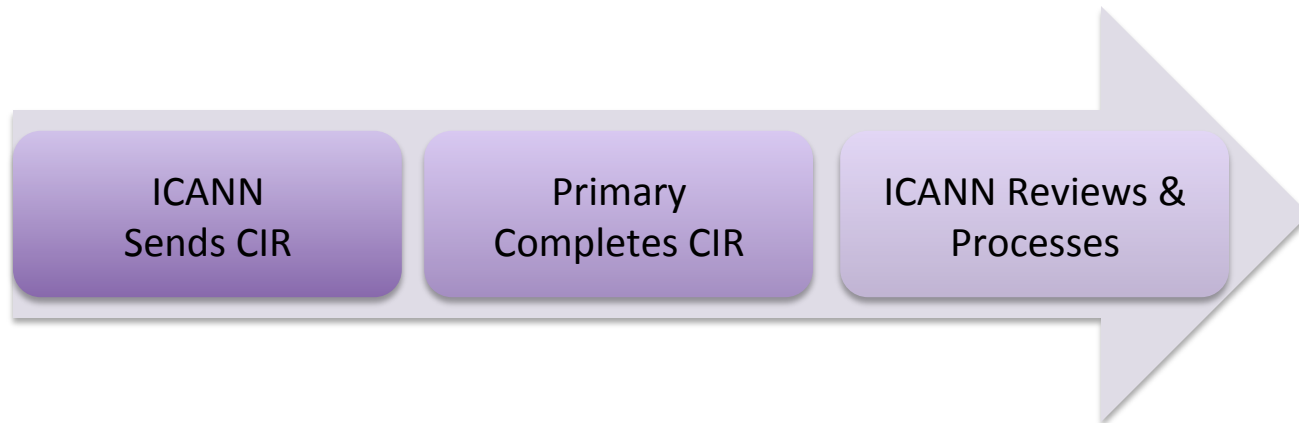 ICANN
Sends CIR
Primary
Completes CIR
ICANN Reviews &
Processes